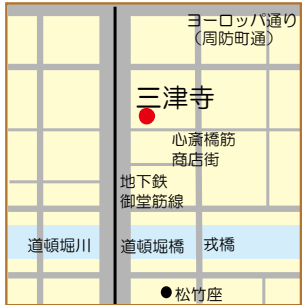 ヨーロッパ通り
（周防町通）
三津寺
心斎橋筋
商店街
地下鉄
御堂筋線
道頓堀川
道頓堀橋
戎橋
松竹座